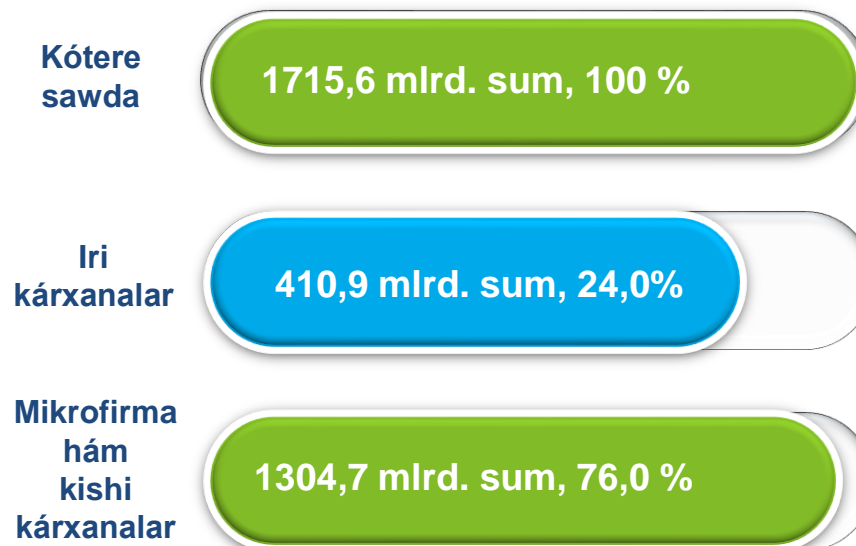 Kótere
sawda
1715,6 mlrd. sum, 100 %
Iri
kárxanalar
410,9 mlrd. sum, 24,0%
Mikrofirma
hám
kishi
kárxanalar
1304,7 mlrd. sum, 76,0 %